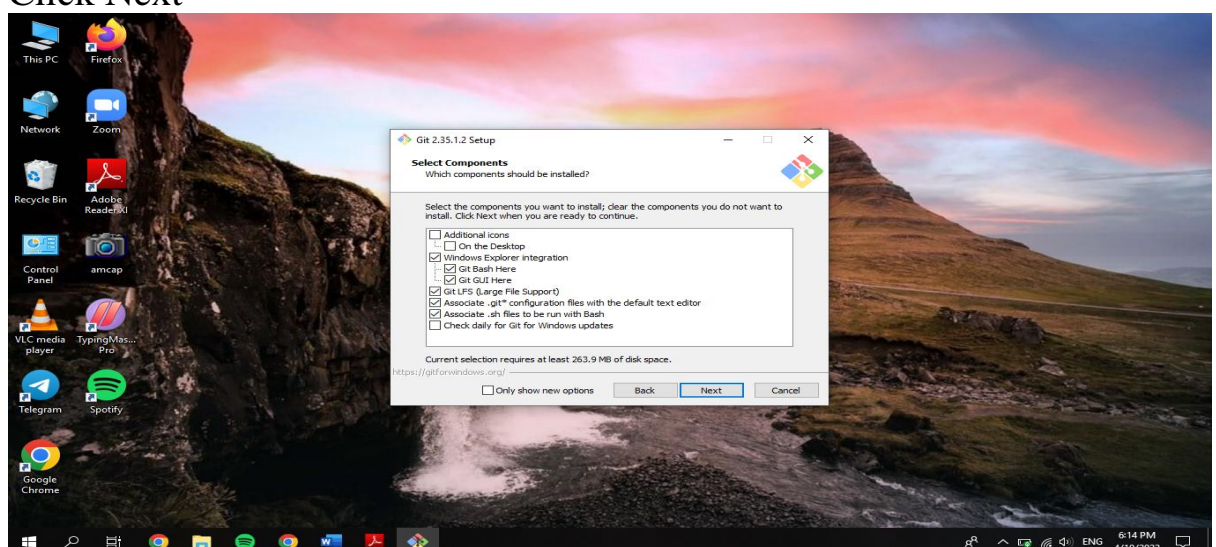 Click Next
This PC
Firefox
Network
Zoom
Recycle Bin
Adobe
Reader XI
Control
Panel
amcap
VLC media
player
TypingMas...
Pro
Telegram
Spotify
Google
Chrome
Git 2.35.1.2 Setup
Select Components
Which components should be installed?
Select the components you want to install; clear the components you do not want to
install. Click Next when you are ready to continue.
Additional icons
On the Desktop
Windows Explorer integration
Git Bash Here
Git GUI Here
Git LFS (Large File Support)
Associate .git* configuration files with the default text editor
Associate .sh files to be run with Bash
Check daily for Git for Windows updates
Current selection requires at least 263.9 MB of disk space.
https://gitforwindows.org/
Only show new options
Back
Next
Cancel
ENG
6:14 PM